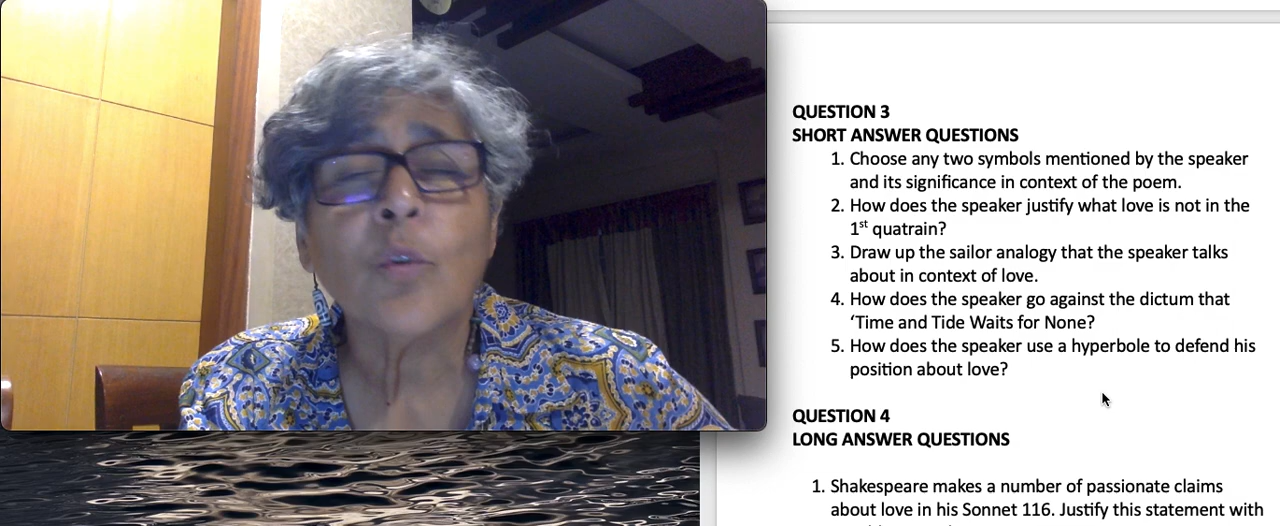 QUESTION 3
SHORT ANSWER QUESTIONS
1. Choose any two symbols mentioned by the speaker
and its significance in context of the poem.
2. How does the speaker justify what love is not in the
1st quatrain?
3. Draw up the sailor analogy that the speaker talks
about in context of love.
4. How does the speaker go against the dictum that
‘Time and Tide Waits for None?
5. How does the speaker use a hyperbole to defend his
position about love?
QUESTION 4
LONG ANSWER QUESTIONS
1. Shakespeare makes a number of passionate claims
about love in his Sonnet 116. Justify this statement with